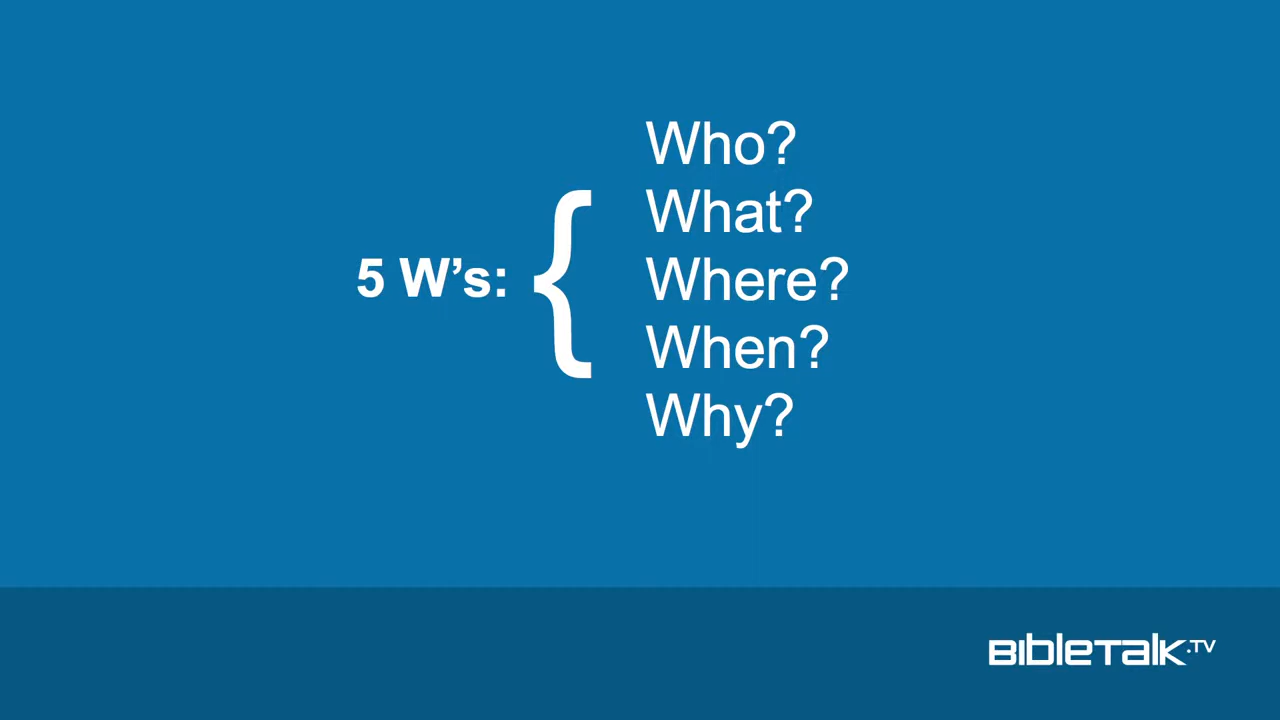 Who?
What?
5 W’s: { Where?
When?
Why?
BibleTalk.TV